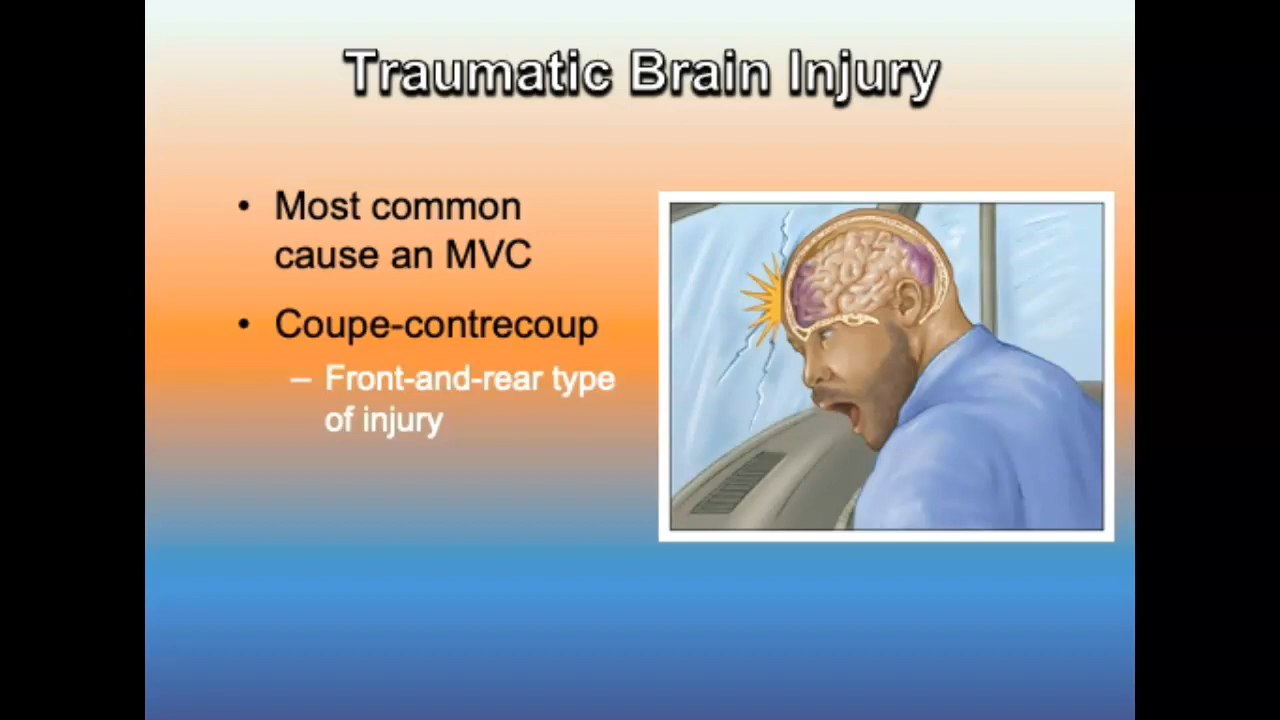 Traumatic Brain Injury
• Most common
cause an MVC
• Coupe-contrecoup
– Front-and-rear type
of injury